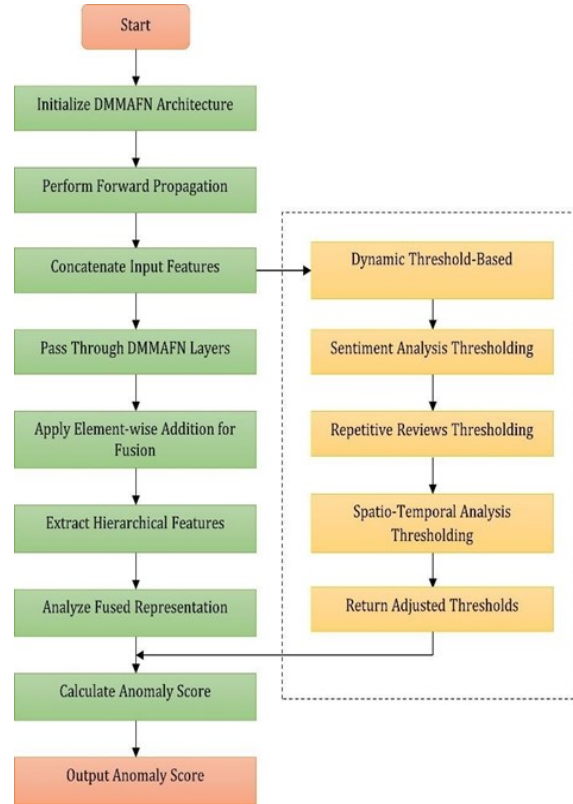 Start
Initialize DMMAFN Architecture
Perform Forward Propagation
Concatenate Input Features
Pass Through DMMAFN Layers
Apply Element-wise Addition for
Fusion
Extract Hierarchical Features
Analyze Fused Representation
Calculate Anomaly Score
Output Anomaly Score
Dynamic Threshold-Based
Sentiment Analysis Thresholding
Repetitive Reviews Thresholding
Spatio-Temporal Analysis
Thresholding
Return Adjusted Thresholds